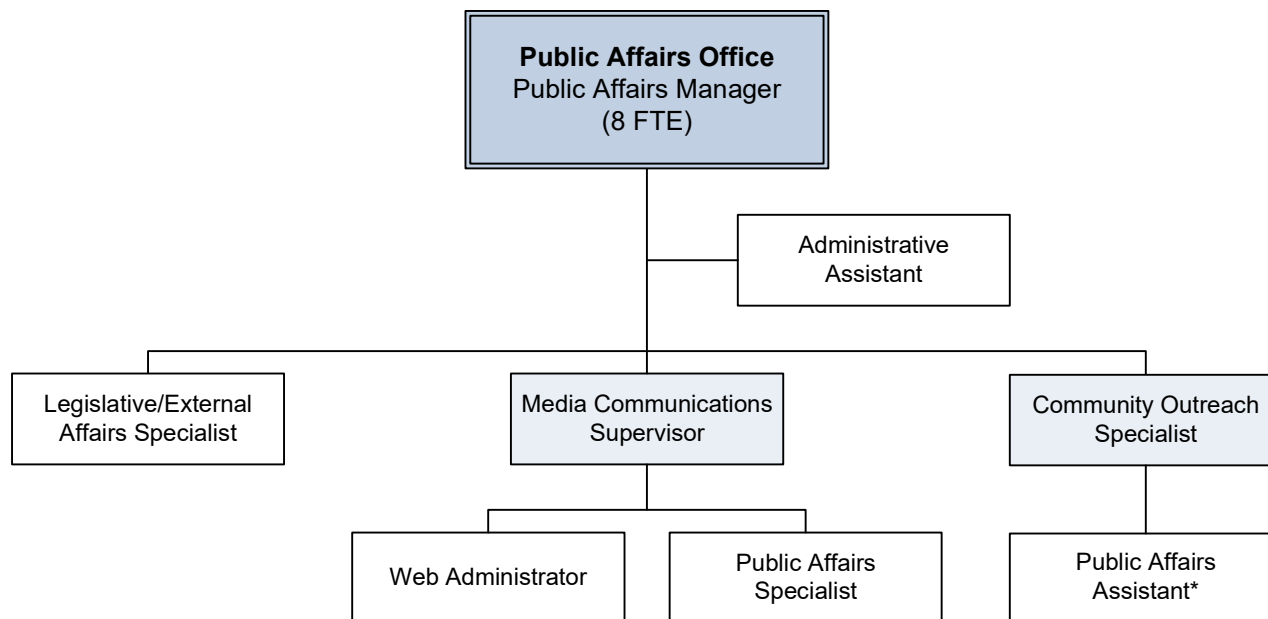 Public Affairs Office
Public Affairs Manager
(8 FTE)
Administrative
Assistant
Legislative/External
Affairs Specialist
Media Communications
Supervisor
Community Outreach
Specialist
Web Administrator
Public Affairs
Specialist
Public Affairs
Assistant*